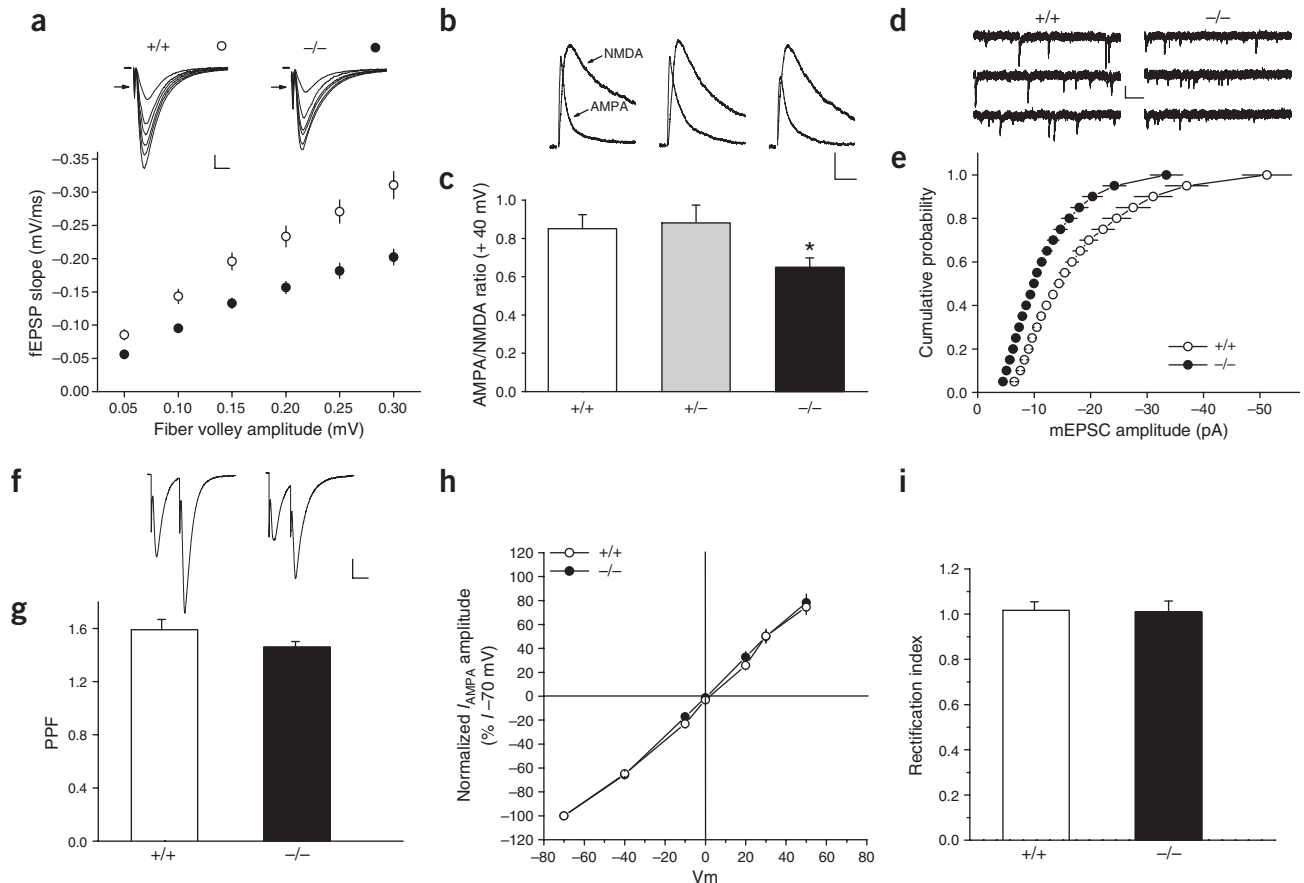 a
+/+
–/–
–0.35
–0.30
–0.25
–0.20
–0.15
–0.10
–0.05
0.00
fEPSP slope (mV/ms)
0.05 0.10 0.15 0.20 0.25 0.30
Fiber volley amplitude (mV)
b
NMDA
AMPA
c
1.0
0.8
0.6
0.4
0.2
0.0
AMPA/NMDA ratio (+ 40 mV)
*
+/+ +/– –/–
d
+/+ –/–
e
1.0
0.8
0.6
0.4
0.2
0.0
Cumulative probability
+/+
–/–
0 –10 –20 –30 –40 –50
mEPSC amplitude (pA)
f
g
1.6
1.2
0.8
0.4
0.0
PPF
+/+ –/–
h
+/+
–/–
120
100
80
60
40
20
0
–20
–40
–60
–80
–100
–120
Normalized IAMPA amplitude
(% I –70 mV)
–80 –60 –40 –20 0 20 40 60 80
Vm
i
1.2
1.0
0.8
0.6
0.4
0.2
0.0
Rectification index
+/+ –/–